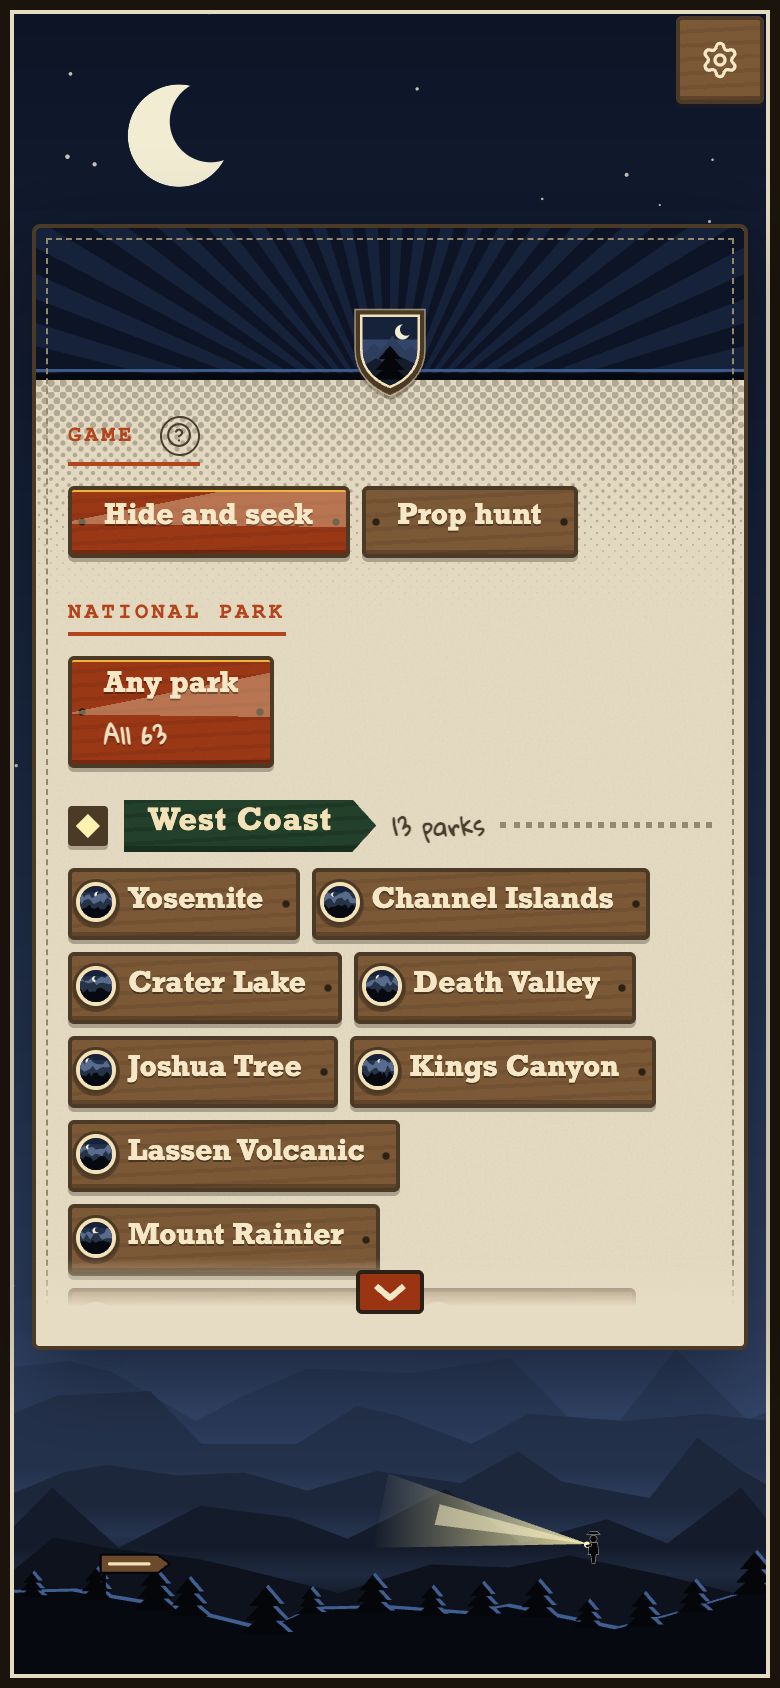 GAME ?
Hide and seek Prop hunt
NATIONAL PARK
Any park
All 63
West Coast 13 parks
Yosemite Channel Islands
Crater Lake Death Valley
Joshua Tree Kings Canyon
Lassen Volcanic
Mount Rainier